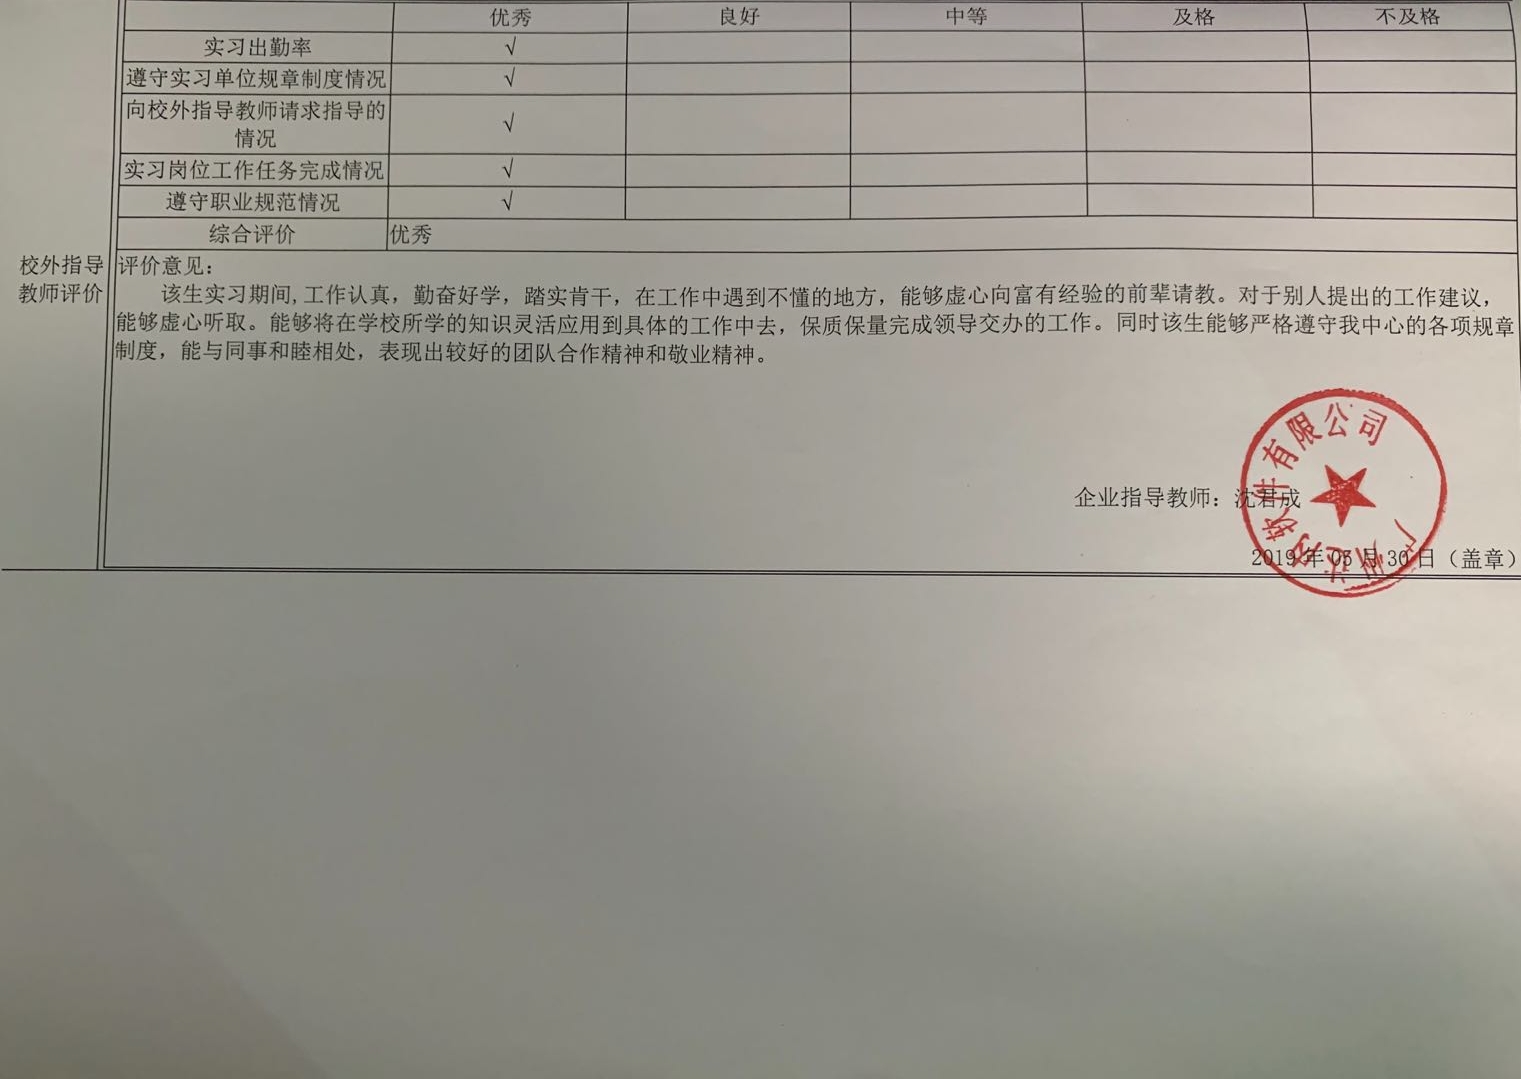 优秀 良好 中等 及格 不及格
实习出勤率 √
遵守实习单位规章制度情况 √
向校外指导教师请求指导的
情况 √
实习岗位工作任务完成情况 √
遵守职业规范情况 √
综合评价 优秀
校外指导
教师评价
评价意见：
该生实习期间,工作认真，勤奋好学，踏实肯干，在工作中遇到不懂的地方，能够虚心向富有经验的前辈请教。对于别人提出的工作建议，
能够虚心听取。能够将在学校所学的知识灵活应用到具体的工作中去，保质保量完成领导交办的工作。同时该生能够严格遵守我中心的各项规章
制度，能与同事和睦相处，表现出较好的团队合作精神和敬业精神。
企业指导教师：沈君成
2019年05月30日（盖章）
广州达内软件有限公司